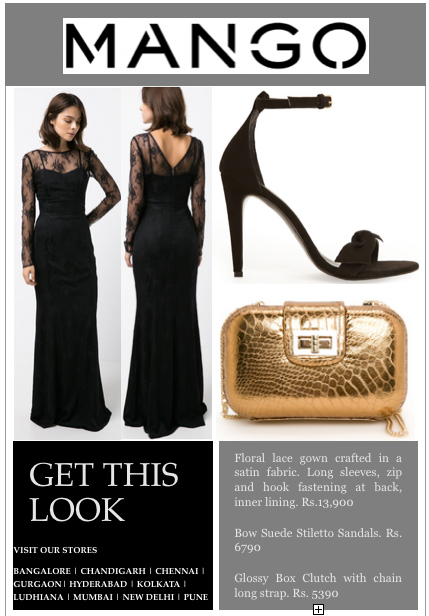 MANGO
GET THIS
LOOK
VISIT OUR STORES
BANGALORE | CHANDIGARH | CHENNAI |
GURGAON | HYDERABAD | KOLKATA |
LUDHIANA | MUMBAI | NEW DELHI | PUNE
Floral lace gown crafted in a
satin fabric. Long sleeves, zip
and hook fastening at back,
inner lining. Rs.13,900
Bow Suede Stiletto Sandals. Rs.
6790
Glossy Box Clutch with chain
long strap. Rs. 5390